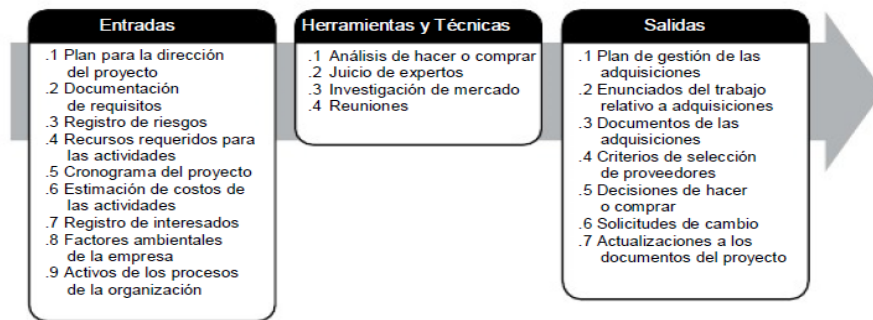 Entradas
.1 Plan para la dirección
del proyecto
.2 Documentación
de requisitos
.3 Registro de riesgos
.4 Recursos requeridos para
las actividades
.5 Cronograma del proyecto
.6 Estimación de costos de
las actividades
.7 Registro de interesados
.8 Factores ambientales
de la empresa
.9 Activos de los procesos
de la organización
Herramientas y Técnicas
.1 Análisis de hacer o comprar
.2 Juicio de expertos
.3 Investigación de mercado
.4 Reuniones
Salidas
.1 Plan de gestión de las
adquisiciones
.2 Enunciados del trabajo
relativo a adquisiciones
.3 Documentos de las
adquisiciones
.4 Criterios de selección
de proveedores
.5 Decisiones de hacer
o comprar
.6 Solicitudes de cambio
.7 Actualizaciones a los
documentos del proyecto